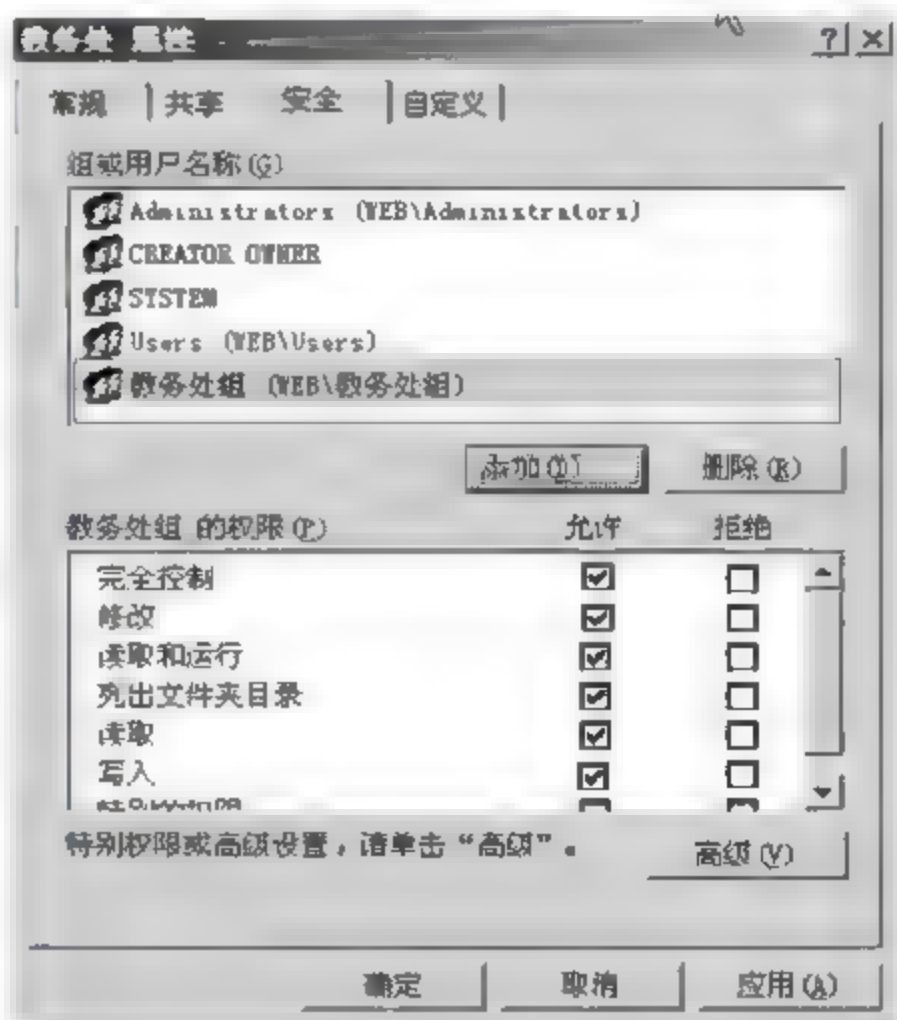 教务处 属性
? ×
常规 共享 安全 自定义
组或用户名称(G)
Administrators (WEB\Administrators)
CREATOR OWNER
SYSTEM
Users (WEB\Users)
教务处组 (WEB\教务处组)
添加(D) 删除(R)
教务处组 的权限(P) 允许 拒绝
完全控制
修改
读取和运行
列出文件夹目录
读取
写入
特别的权限
特别权限或高级设置，请单击“高级”。 高级(V)
确定 取消 应用(A)